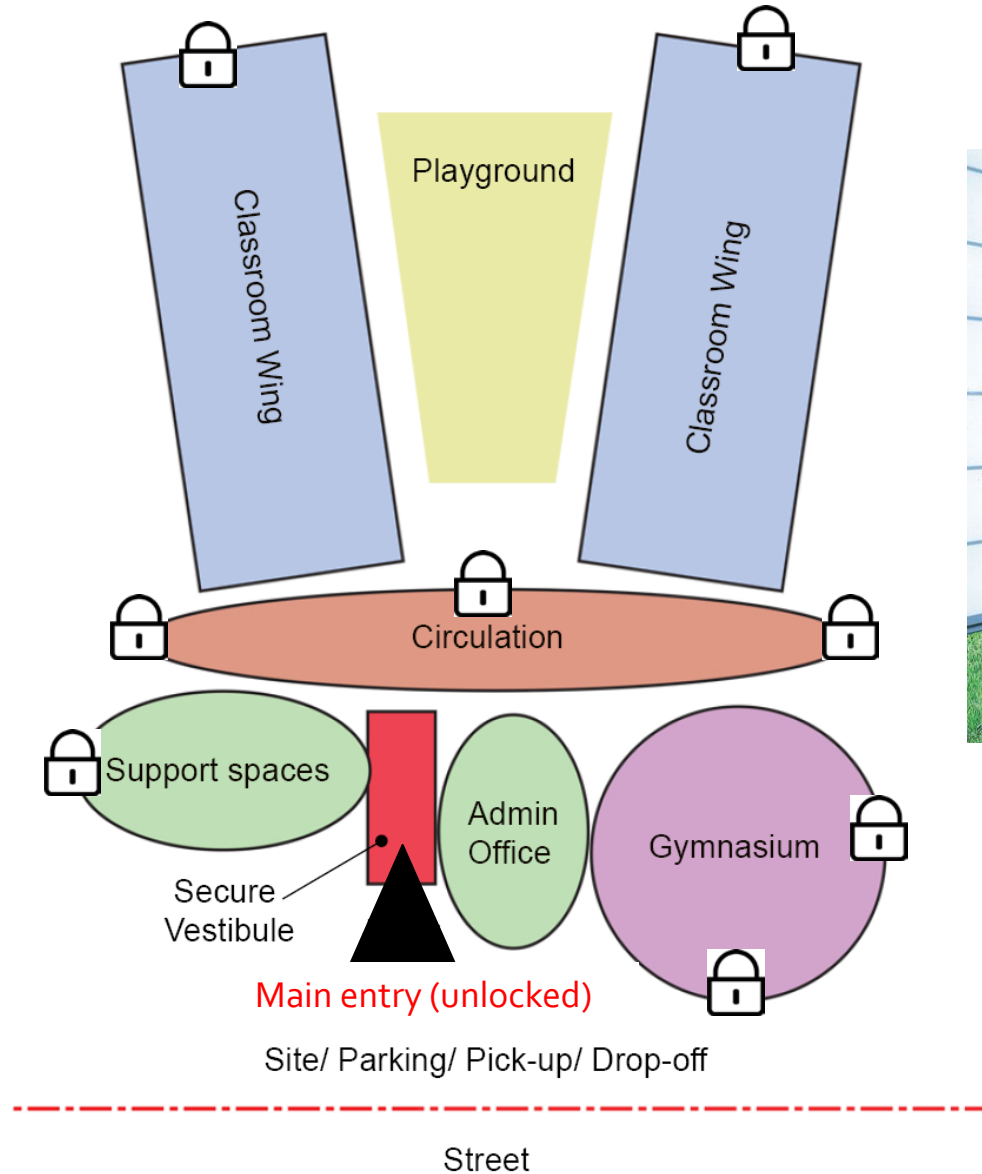 Playground
Classroom Wing
Classroom Wing
Circulation
Support spaces
Admin
Office
Gymnasium
Secure
Vestibule
Main entry (unlocked)
Site/ Parking/ Pick-up/ Drop-off
Street